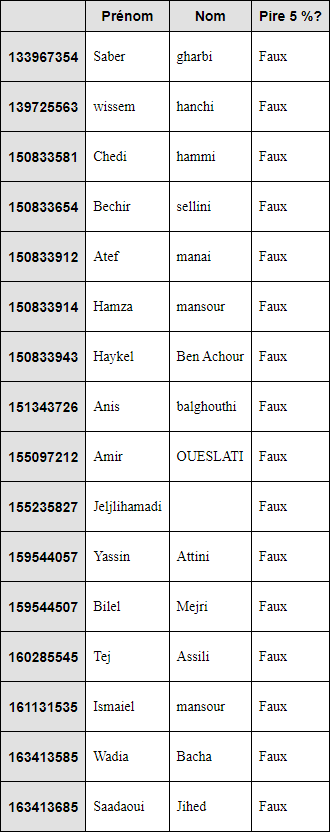 Prénom Nom Pire 5 %?
133967354 Saber gharbi Faux
139725563 wissem hanchi Faux
150833581 Chedi hammi Faux
150833654 Bechir sellini Faux
150833912 Atef manai Faux
150833914 Hamza mansour Faux
150833943 Haykel Ben Achour Faux
151343726 Anis balghouthi Faux
155097212 Amir OUESLATI Faux
155235827 Jeljlihamadi Faux
159544057 Yassin Attini Faux
159544507 Bilel Mejri Faux
160285545 Tej Assili Faux
161131535 Ismaiel mansour Faux
163413585 Wadia Bacha Faux
163413685 Saadaoui Jihed Faux